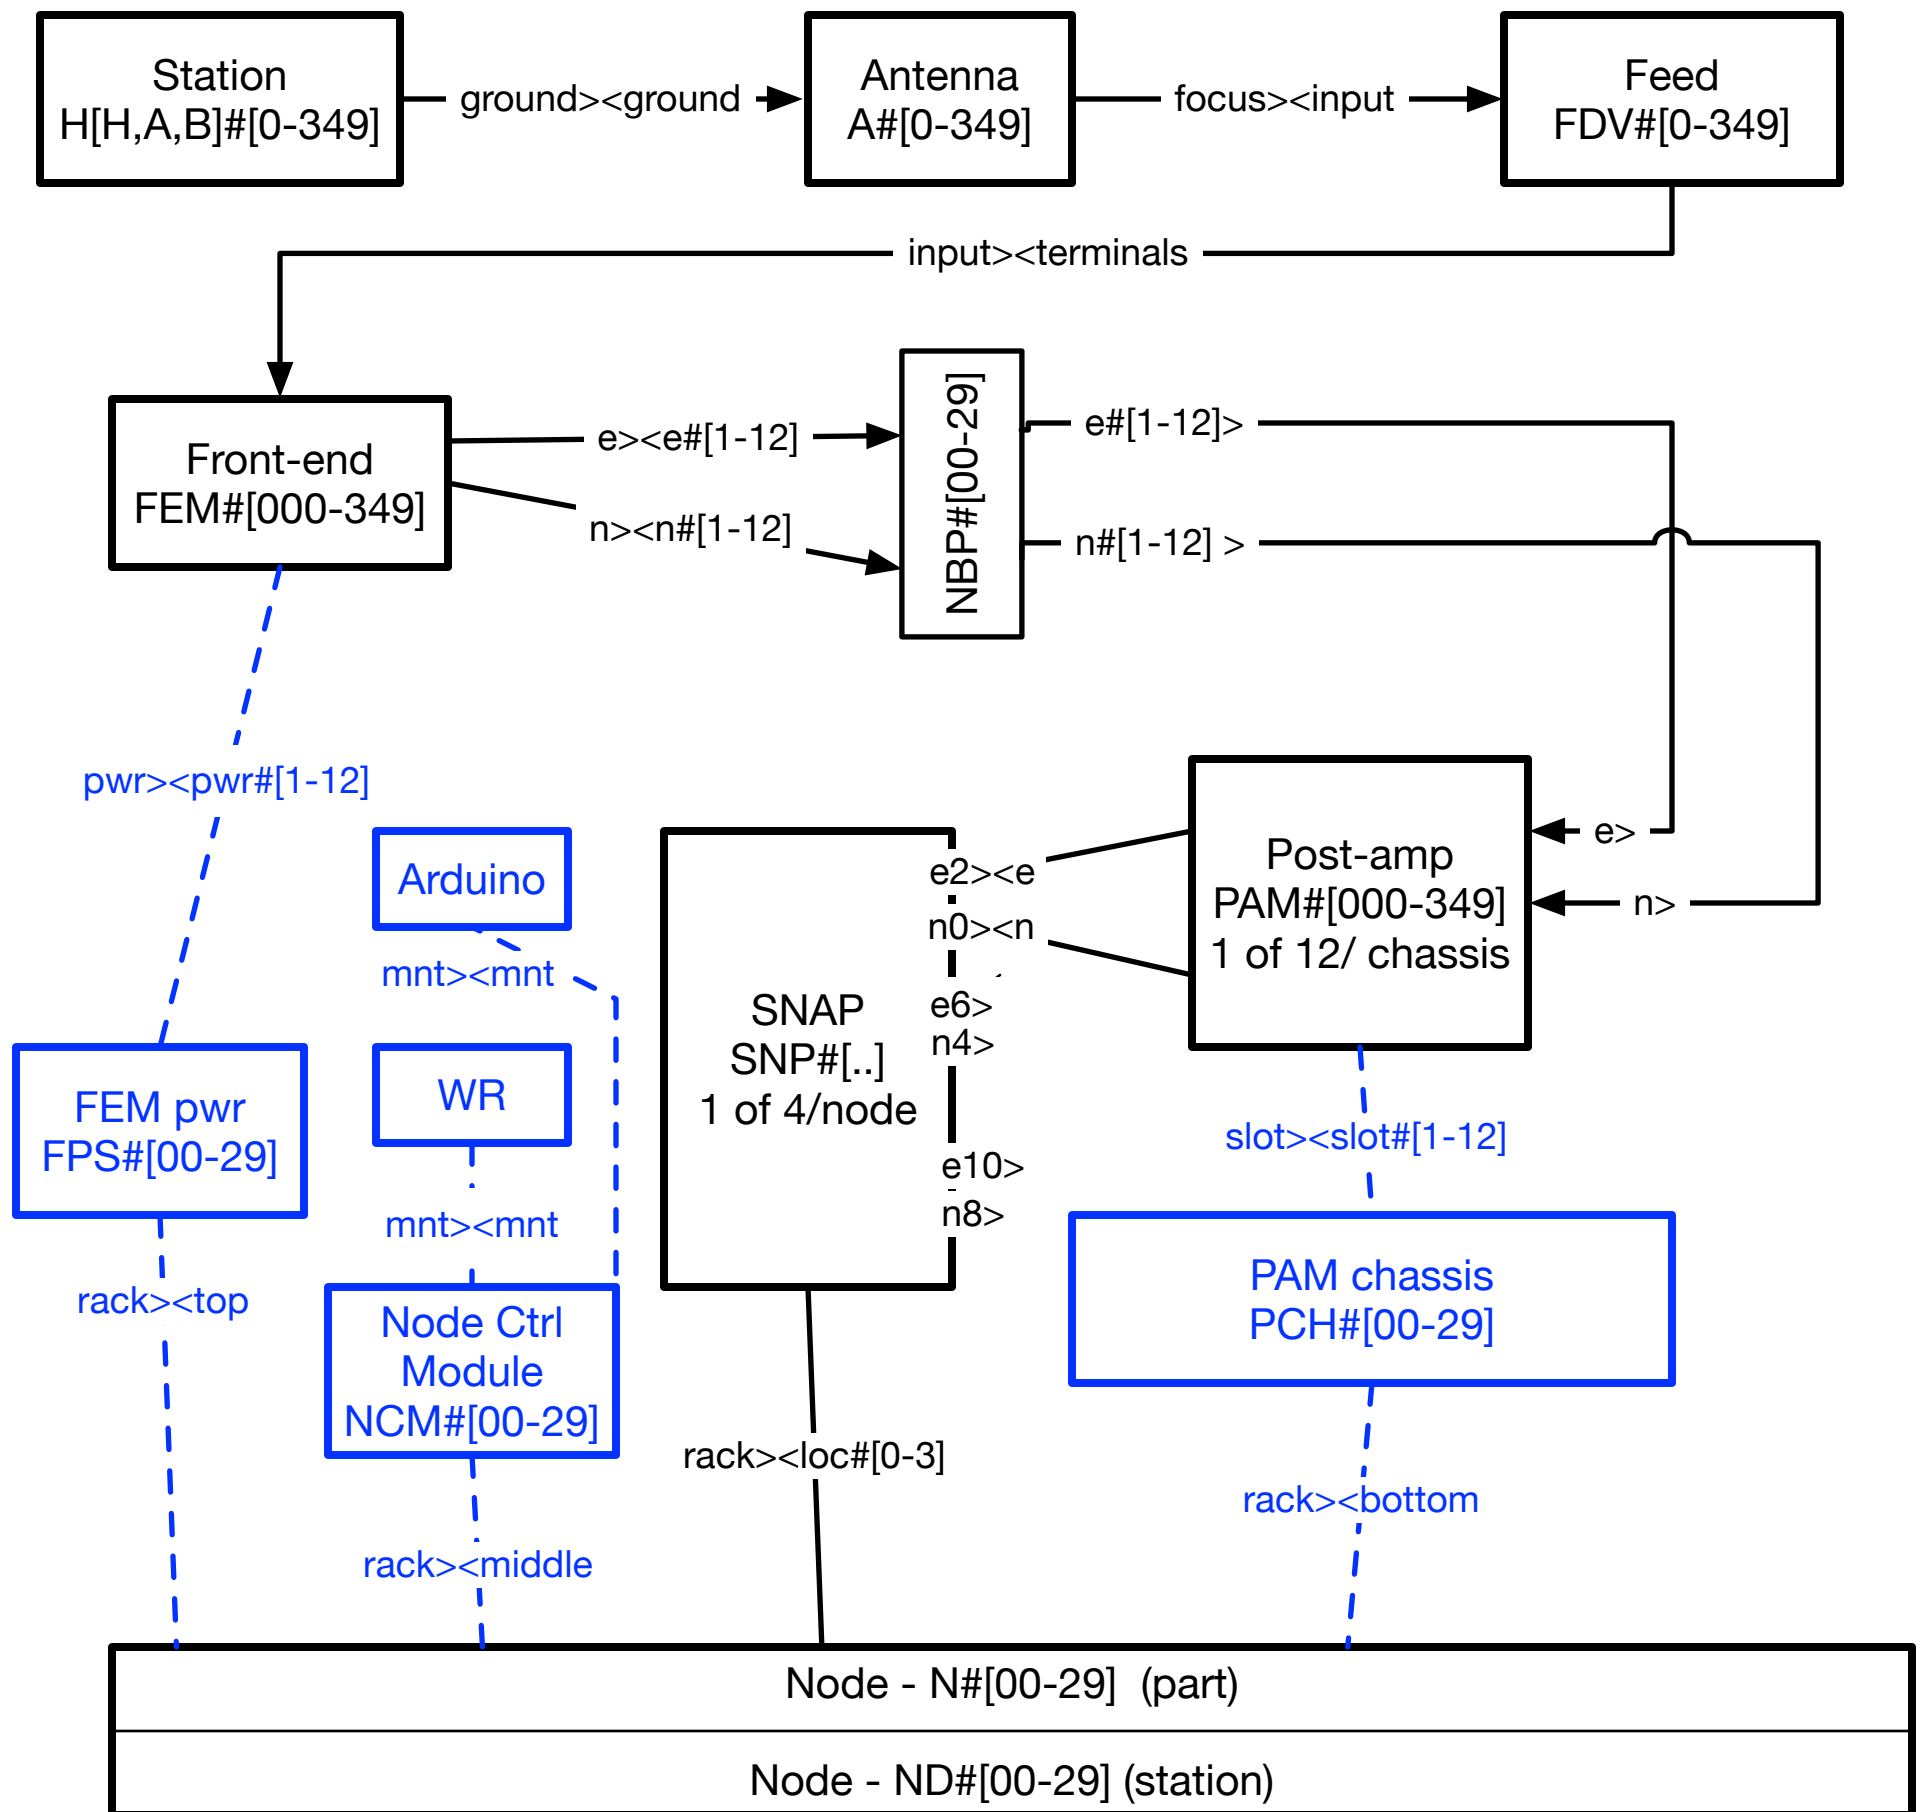 Station
H[H,A,B]#[0-349]
ground><ground
Antenna
A#[0-349]
focus><input
Feed
FDV#[0-349]
input><terminals
Front-end
FEM#[000-349]
e><e#[1-12]
n><n#[1-12]
NBP#[00-29]
e#[1-12]>
n#[1-12] >
pwr><pwr#[1-12]
Arduino
mnt><mnt
SNAP
SNP#[..]
1 of 4/node
e2><e
n0><n
e6>
n4>
e10>
n8>
Post-amp
PAM#[000-349]
1 of 12/ chassis
e>
n>
FEM pwr
FPS#[00-29]
WR
mnt><mnt
slot><slot#[1-12]
rack><top
Node Ctrl
Module
NCM#[00-29]
PAM chassis
PCH#[00-29]
rack><loc#[0-3]
rack><bottom
rack><middle
Node - N#[00-29] (part)
Node - ND#[00-29] (station)